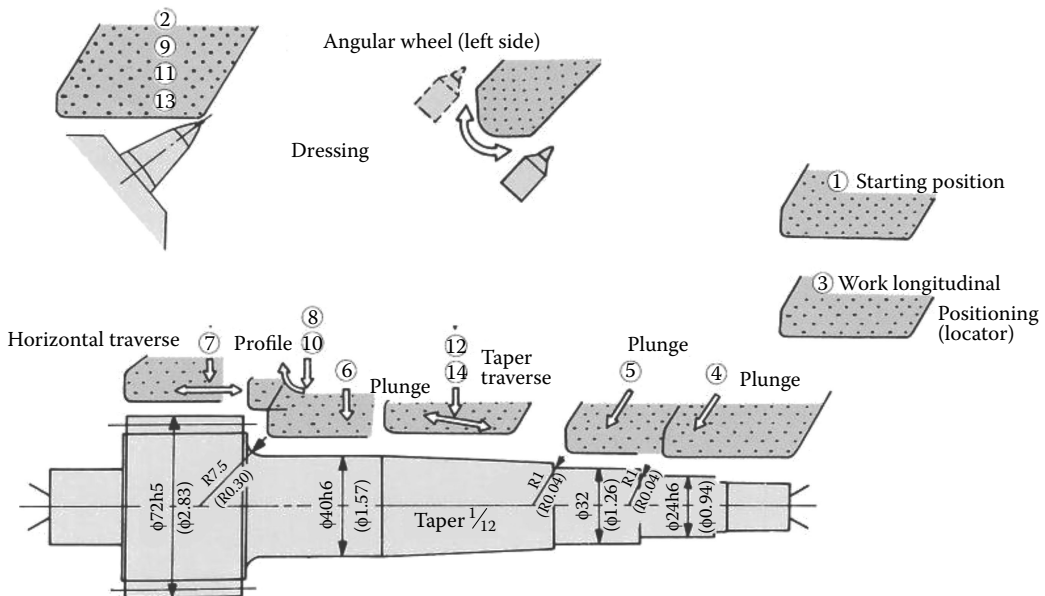 ②
⑨
⑪
⑬
Angular wheel (left side)
Dressing
① Starting position
③ Work longitudinal
Positioning
(locator)
Horizontal traverse
⑦
Profile
⑧
⑩
⑥
Plunge
⑫
⑭
Taper
traverse
Plunge
⑤
④
Plunge
ϕ72h5
(ϕ2.83)
R7.5
(R0.30)
ϕ40h6
(ϕ1.57)
Taper 1/12
R1
(R0.04)
ϕ32
(ϕ1.26)
R1
(R0.04)
ϕ24h6
(ϕ0.94)